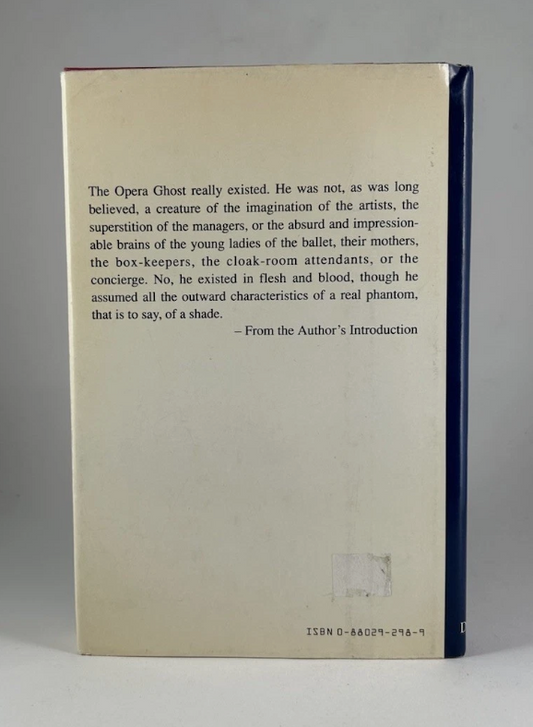 The Opera Ghost really existed. He was not, as was long
believed, a creature of the imagination of the artists, the
superstition of the managers, or the absurd and impression-
able brains of the young ladies of the ballet, their mothers,
the box-keepers, the cloak-room attendants, or the
concierge. No, he existed in flesh and blood, though he
assumed all the outward characteristics of a real phantom,
that is to say, of a shade.
– From the Author's Introduction
ISBN 0-88029-298-9